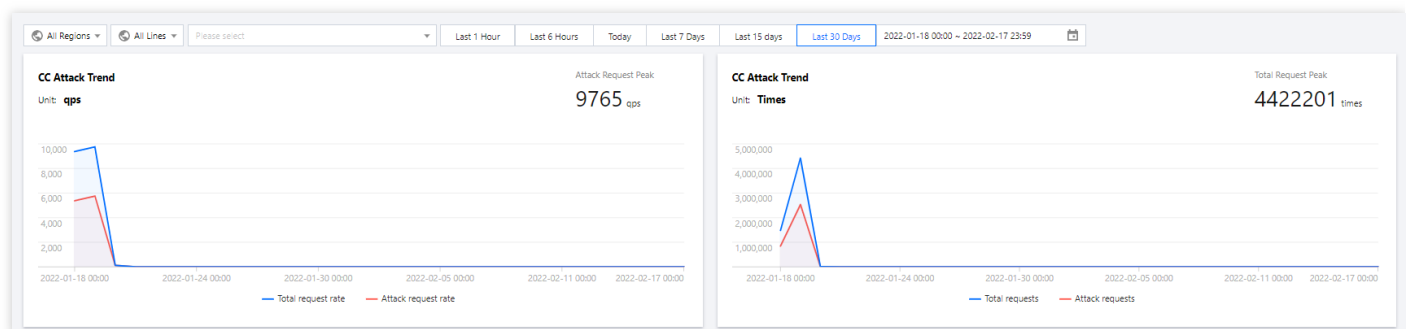 All Regions All Lines Please select Last 1 Hour Last 6 Hours Today Last 7 Days Last 15 days Last 30 Days 2022-01-18 00:00 ~ 2022-02-17 23:59
CC Attack Trend
Attack Request Peak
Unit: qps
9765 qps
10,000
8,000
6,000
4,000
2,000
2022-01-18 00:00 2022-01-24 00:00 2022-01-30 00:00 2022-02-05 00:00 2022-02-11 00:00 2022-02-17 00:00
Total request rate Attack request rate
CC Attack Trend
Total Request Peak
Unit: Times
4422201 times
5,000,000
4,000,000
3,000,000
2,000,000
1,000,000
2022-01-18 00:00 2022-01-24 00:00 2022-01-30 00:00 2022-02-05 00:00 2022-02-11 00:00 2022-02-17 00:00
Total requests Attack requests